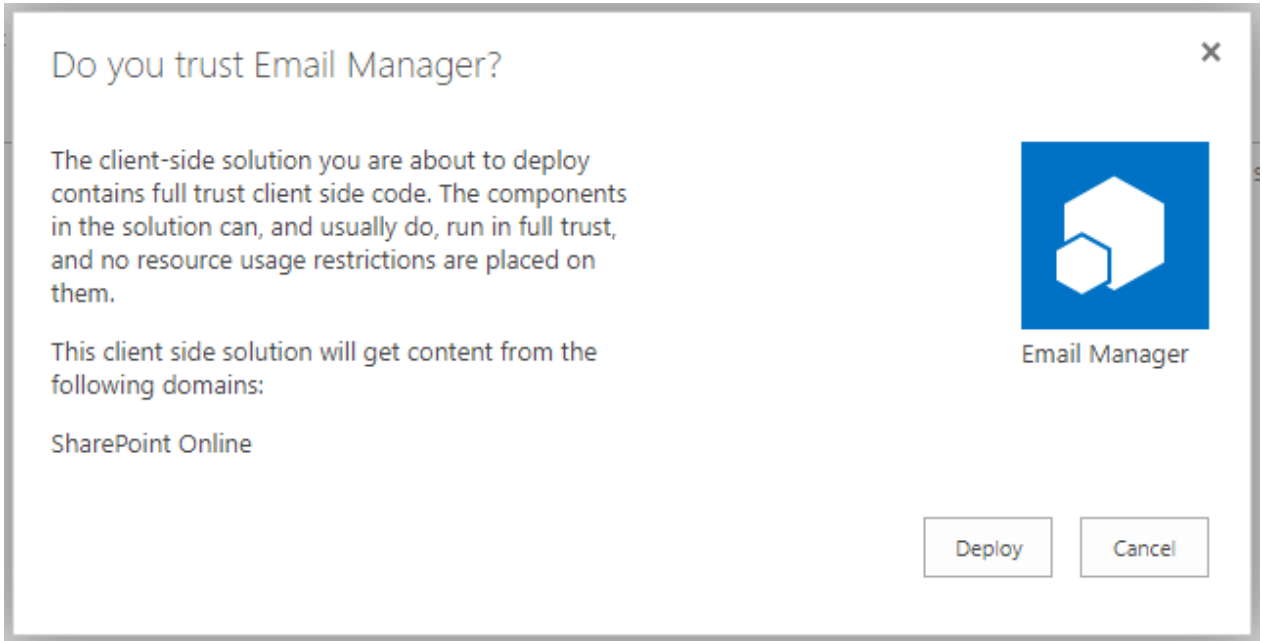 Do you trust Email Manager?
The client-side solution you are about to deploy
contains full trust client side code. The components
in the solution can, and usually do, run in full trust,
and no resource usage restrictions are placed on
them.
This client side solution will get content from the
following domains:
SharePoint Online
Email Manager
Deploy
Cancel